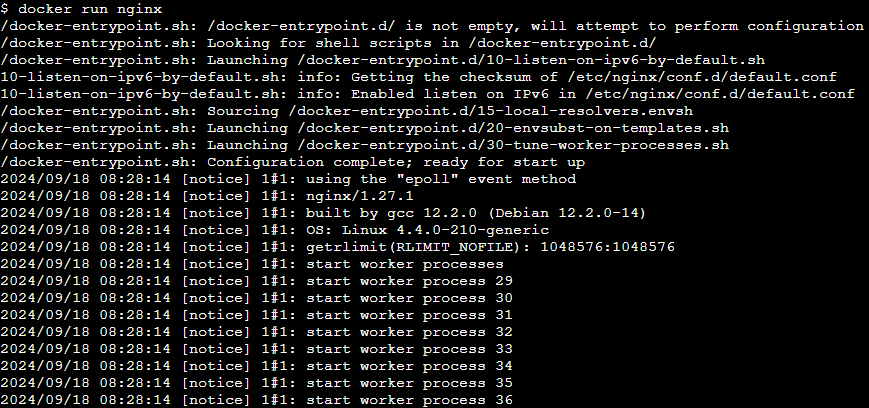 $ docker run nginx
/docker-entrypoint.sh: /docker-entrypoint.d/ is not empty, will attempt to perform configuration
/docker-entrypoint.sh: Looking for shell scripts in /docker-entrypoint.d/
/docker-entrypoint.sh: Launching /docker-entrypoint.d/10-listen-on-ipv6-by-default.sh
10-listen-on-ipv6-by-default.sh: info: Getting the checksum of /etc/nginx/conf.d/default.conf
10-listen-on-ipv6-by-default.sh: info: Enabled listen on IPv6 in /etc/nginx/conf.d/default.conf
/docker-entrypoint.sh: Sourcing /docker-entrypoint.d/15-local-resolvers.envsh
/docker-entrypoint.sh: Launching /docker-entrypoint.d/20-envsubst-on-templates.sh
/docker-entrypoint.sh: Launching /docker-entrypoint.d/30-tune-worker-processes.sh
/docker-entrypoint.sh: Configuration complete; ready for start up
2024/09/18 08:28:14 [notice] 1#1: using the "epoll" event method
2024/09/18 08:28:14 [notice] 1#1: nginx/1.27.1
2024/09/18 08:28:14 [notice] 1#1: built by gcc 12.2.0 (Debian 12.2.0-14)
2024/09/18 08:28:14 [notice] 1#1: OS: Linux 4.4.0-210-generic
2024/09/18 08:28:14 [notice] 1#1: getrlimit(RLIMIT_NOFILE): 1048576:1048576
2024/09/18 08:28:14 [notice] 1#1: start worker processes
2024/09/18 08:28:14 [notice] 1#1: start worker process 29
2024/09/18 08:28:14 [notice] 1#1: start worker process 30
2024/09/18 08:28:14 [notice] 1#1: start worker process 31
2024/09/18 08:28:14 [notice] 1#1: start worker process 32
2024/09/18 08:28:14 [notice] 1#1: start worker process 33
2024/09/18 08:28:14 [notice] 1#1: start worker process 34
2024/09/18 08:28:14 [notice] 1#1: start worker process 35
2024/09/18 08:28:14 [notice] 1#1: start worker process 36